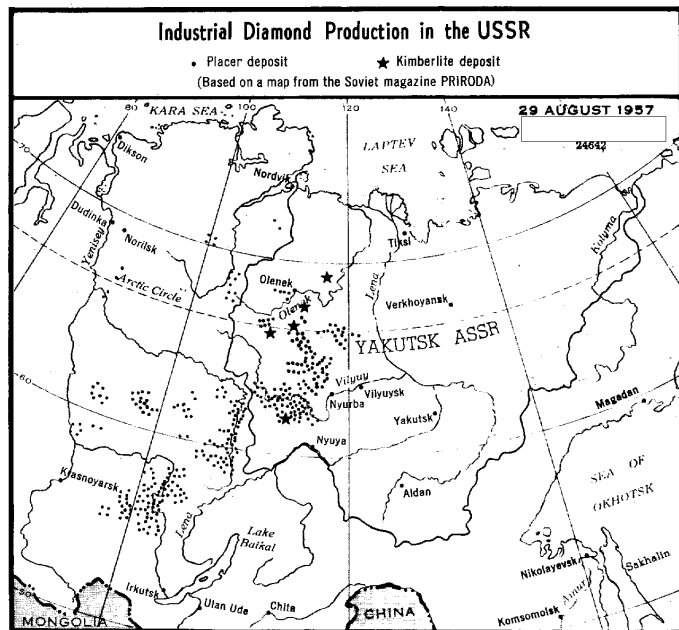 Industrial Diamond Production in the USSR
• Placer deposit ★ Kimberlite deposit
(Based on a map from the Soviet magazine PRIRODA)
80
KARA SEA
100
120
140
29 AUGUST 1957
24642
70
Dikson
LAPTEV
SEA
Nordvik
Dudinka
Norilsk
Yenisey
Tiksi
Kolyma
Arctic Circle
Olenek
Olenek
Lena
Verkhoyansk
YAKUTSK ASSR
60
Vilyuy
Vilyuysk
Nyurba
Yakutsk
Magadan
Nyuya
Krasnoyarsk
Aldan
SEA OF
OKHOTSK
Lena
Lake
Baikal
Nikolayevsk
Sakhalin
50
Irkutsk
Ulan Ude
Chita
Amur
MONGOLIA
CHINA
Komsomolsk